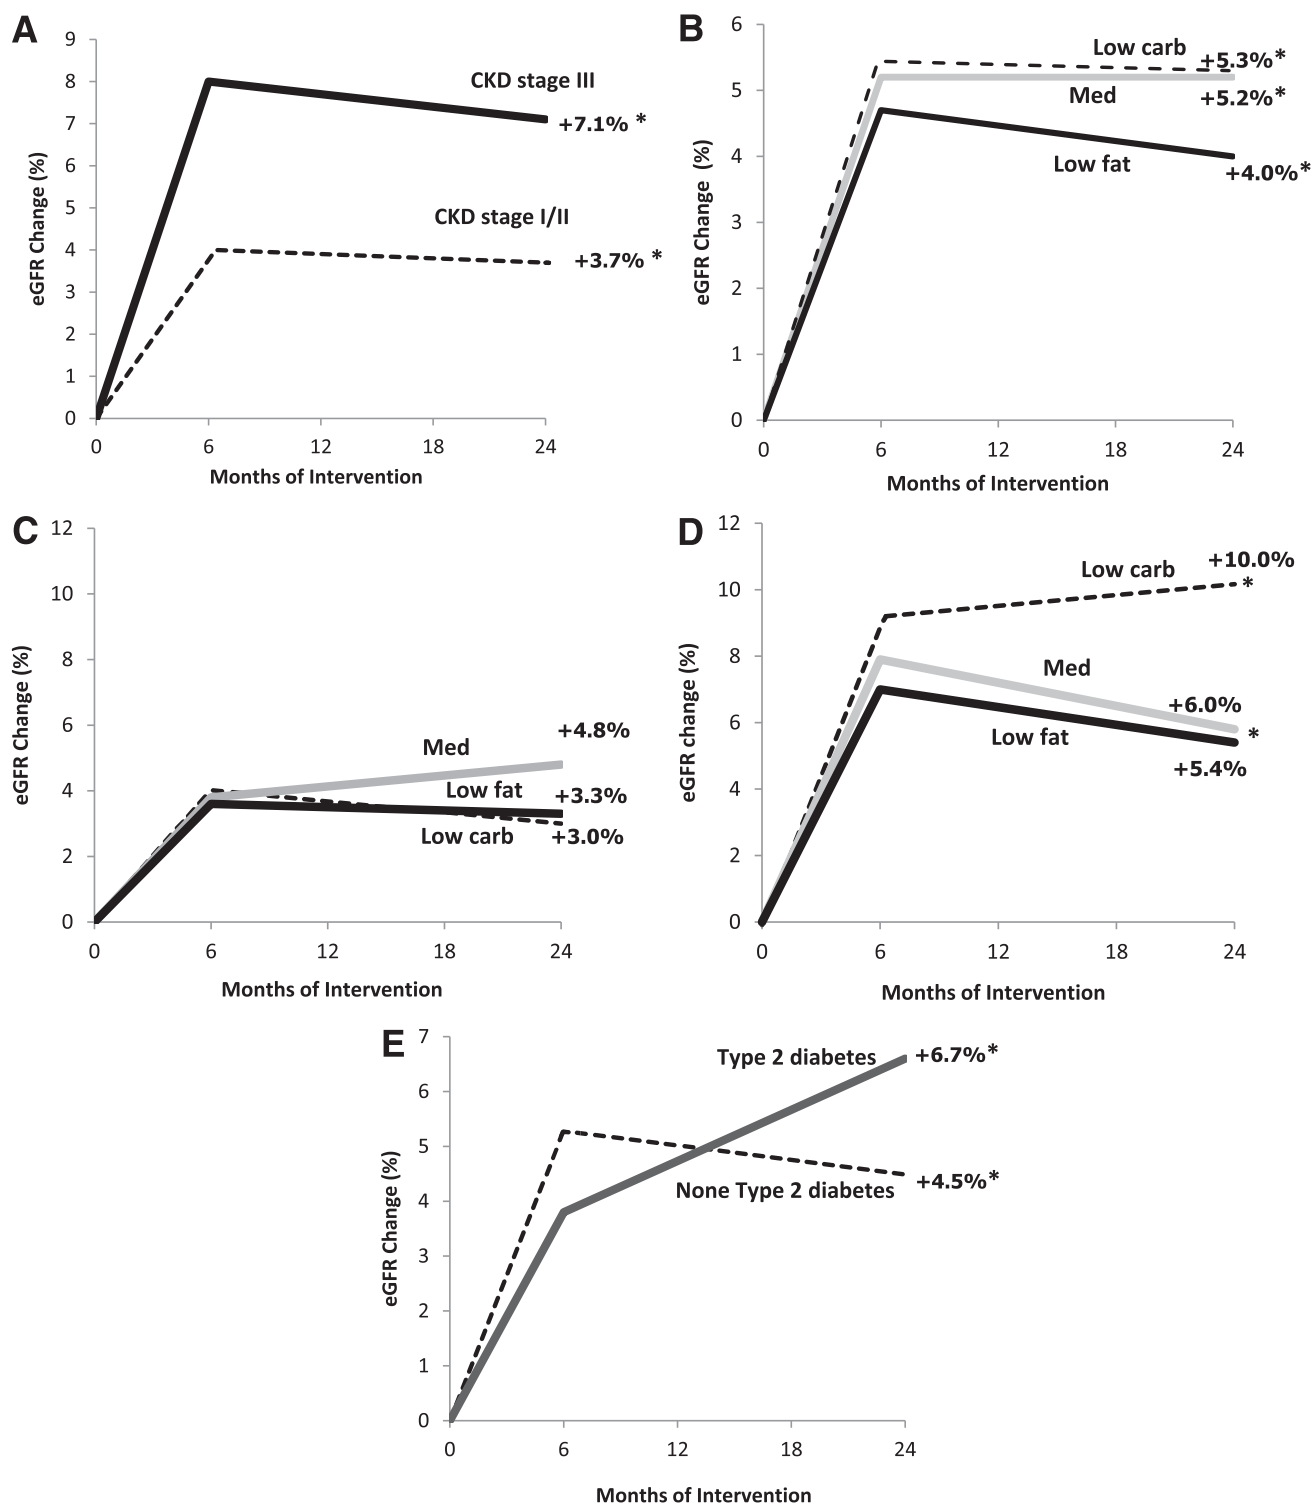 A
9
8
7
6
5
4
3
2
1
0
eGFR Change (%)
CKD stage III
+7.1% *
CKD stage I/II
+3.7% *
0 6 12 18 24
Months of Intervention
B
6
5
4
3
2
1
0
eGFR Change (%)
Low carb
+5.3%*
Med
+5.2%*
Low fat
+4.0%*
0 6 12 18 24
Months of Intervention
C
12
10
8
6
4
2
0
eGFR Change (%)
+4.8%
Med
Low fat
+3.3%
Low carb
+3.0%
0 6 12 18 24
Months of Intervention
D
12
10
8
6
4
2
0
eGFR change (%)
+10.0%
Low carb
*
Med
+6.0%
Low fat
*
+5.4%
0 6 12 18 24
Months of Intervention
E
7
6
5
4
3
2
1
0
eGFR Change (%)
Type 2 diabetes
+6.7%*
None Type 2 diabetes
+4.5%*
0 6 12 18 24
Months of Intervention